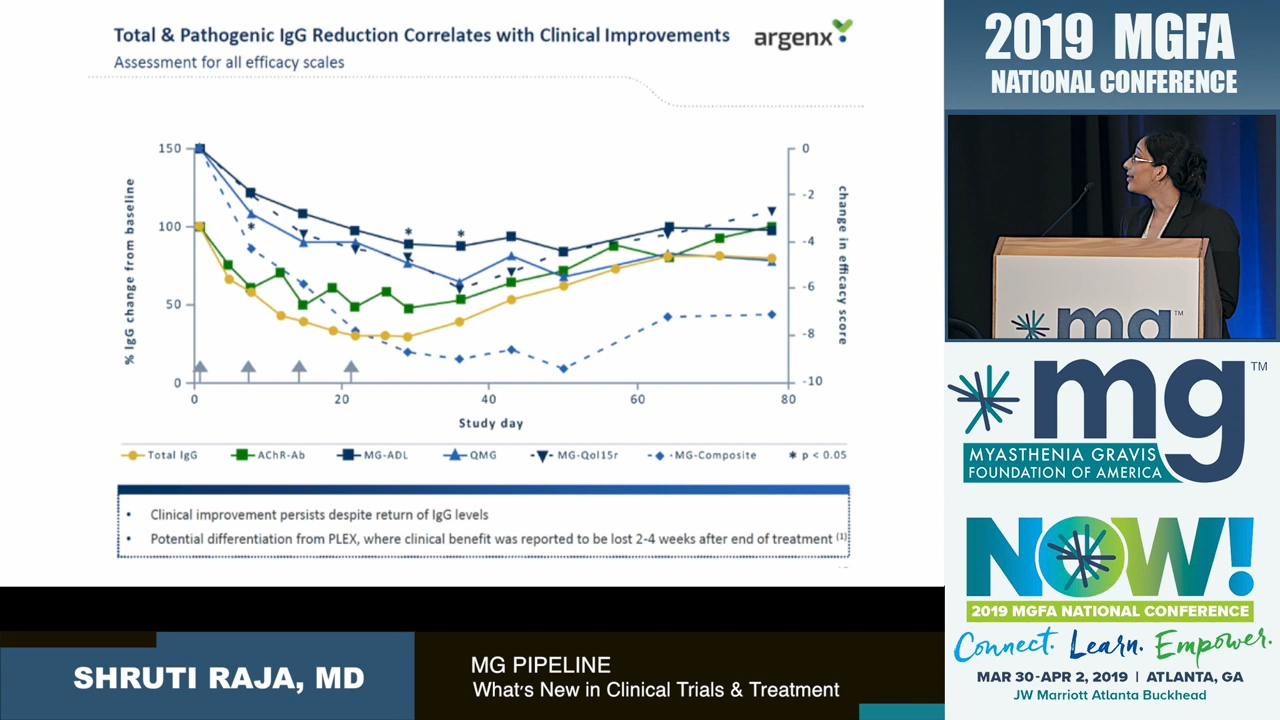 Total & Pathogenic IgG Reduction Correlates with Clinical Improvements
Assessment for all efficacy scales
argenx
% IgG change from baseline
150
100
50
0
0
-2
-4
-6
-8
-10
change in efficacy score
* * *
0 20 40 60 80
Study day
Total IgG AChR-Ab MG-ADL QMG MG-Qol15r MG-Composite * p < 0.05
• Clinical improvement persists despite return of IgG levels
• Potential differentiation from PLEX, where clinical benefit was reported to be lost 2-4 weeks after end of treatment (1)
SHRUTI RAJA, MD
MG PIPELINE
What's New in Clinical Trials & Treatment
2019 MGFA
NATIONAL CONFERENCE
mg TM
mg TM
MYASTHENIA GRAVIS
FOUNDATION OF AMERICA
NOW!
2019 MGFA NATIONAL CONFERENCE
Connect. Learn. Empower.
MAR 30-APR 2, 2019 | ATLANTA, GA
JW Marriott Atlanta Buckhead